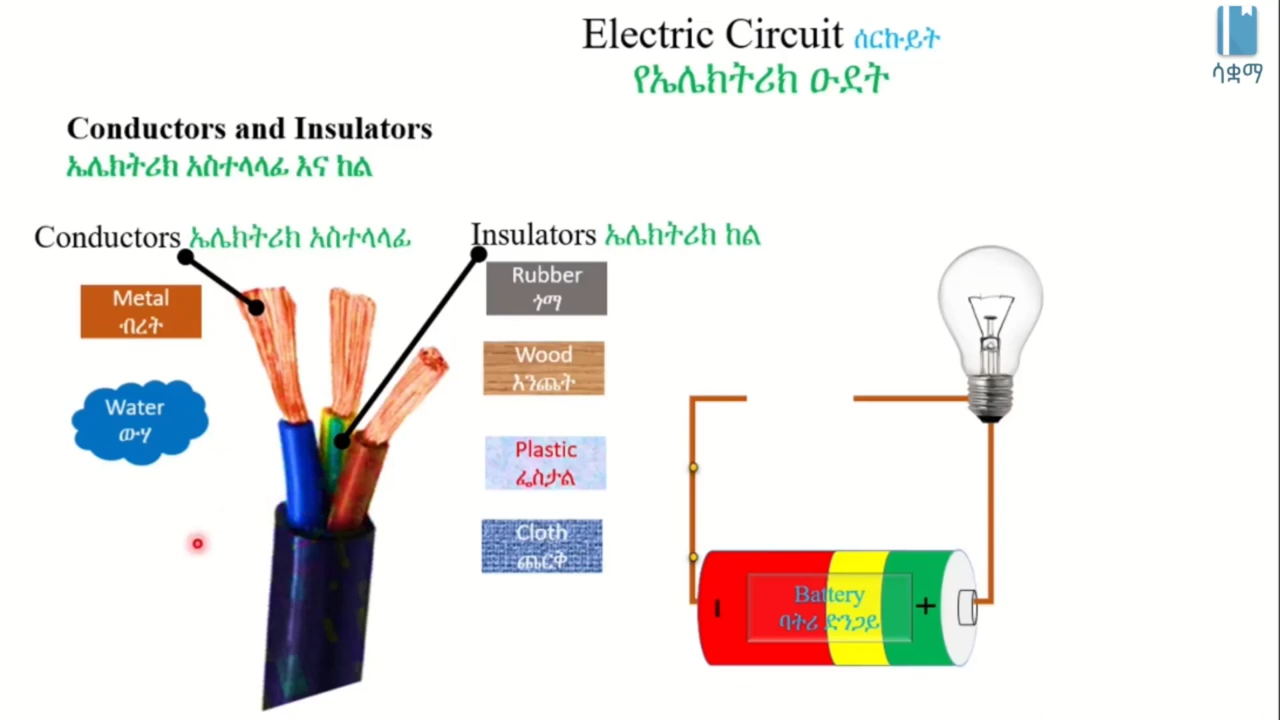 Electric Circuit ሰርኩይት
የኤሌክትሪክ ዑደት
ሳቋማ
Conductors and Insulators
ኤሌክትሪክ አስተላላፊ እና ከል
Conductors ኤሌክትሪክ አስተላላፊ
Insulators ኤሌክትሪክ ከል
Metal
ብረት
Water
ውሃ
Rubber
ጎማ
Wood
እንጨት
Plastic
ፌስታል
Cloth
ጨርቅ
Battery
ባትሪ ድንጋይ
-
+